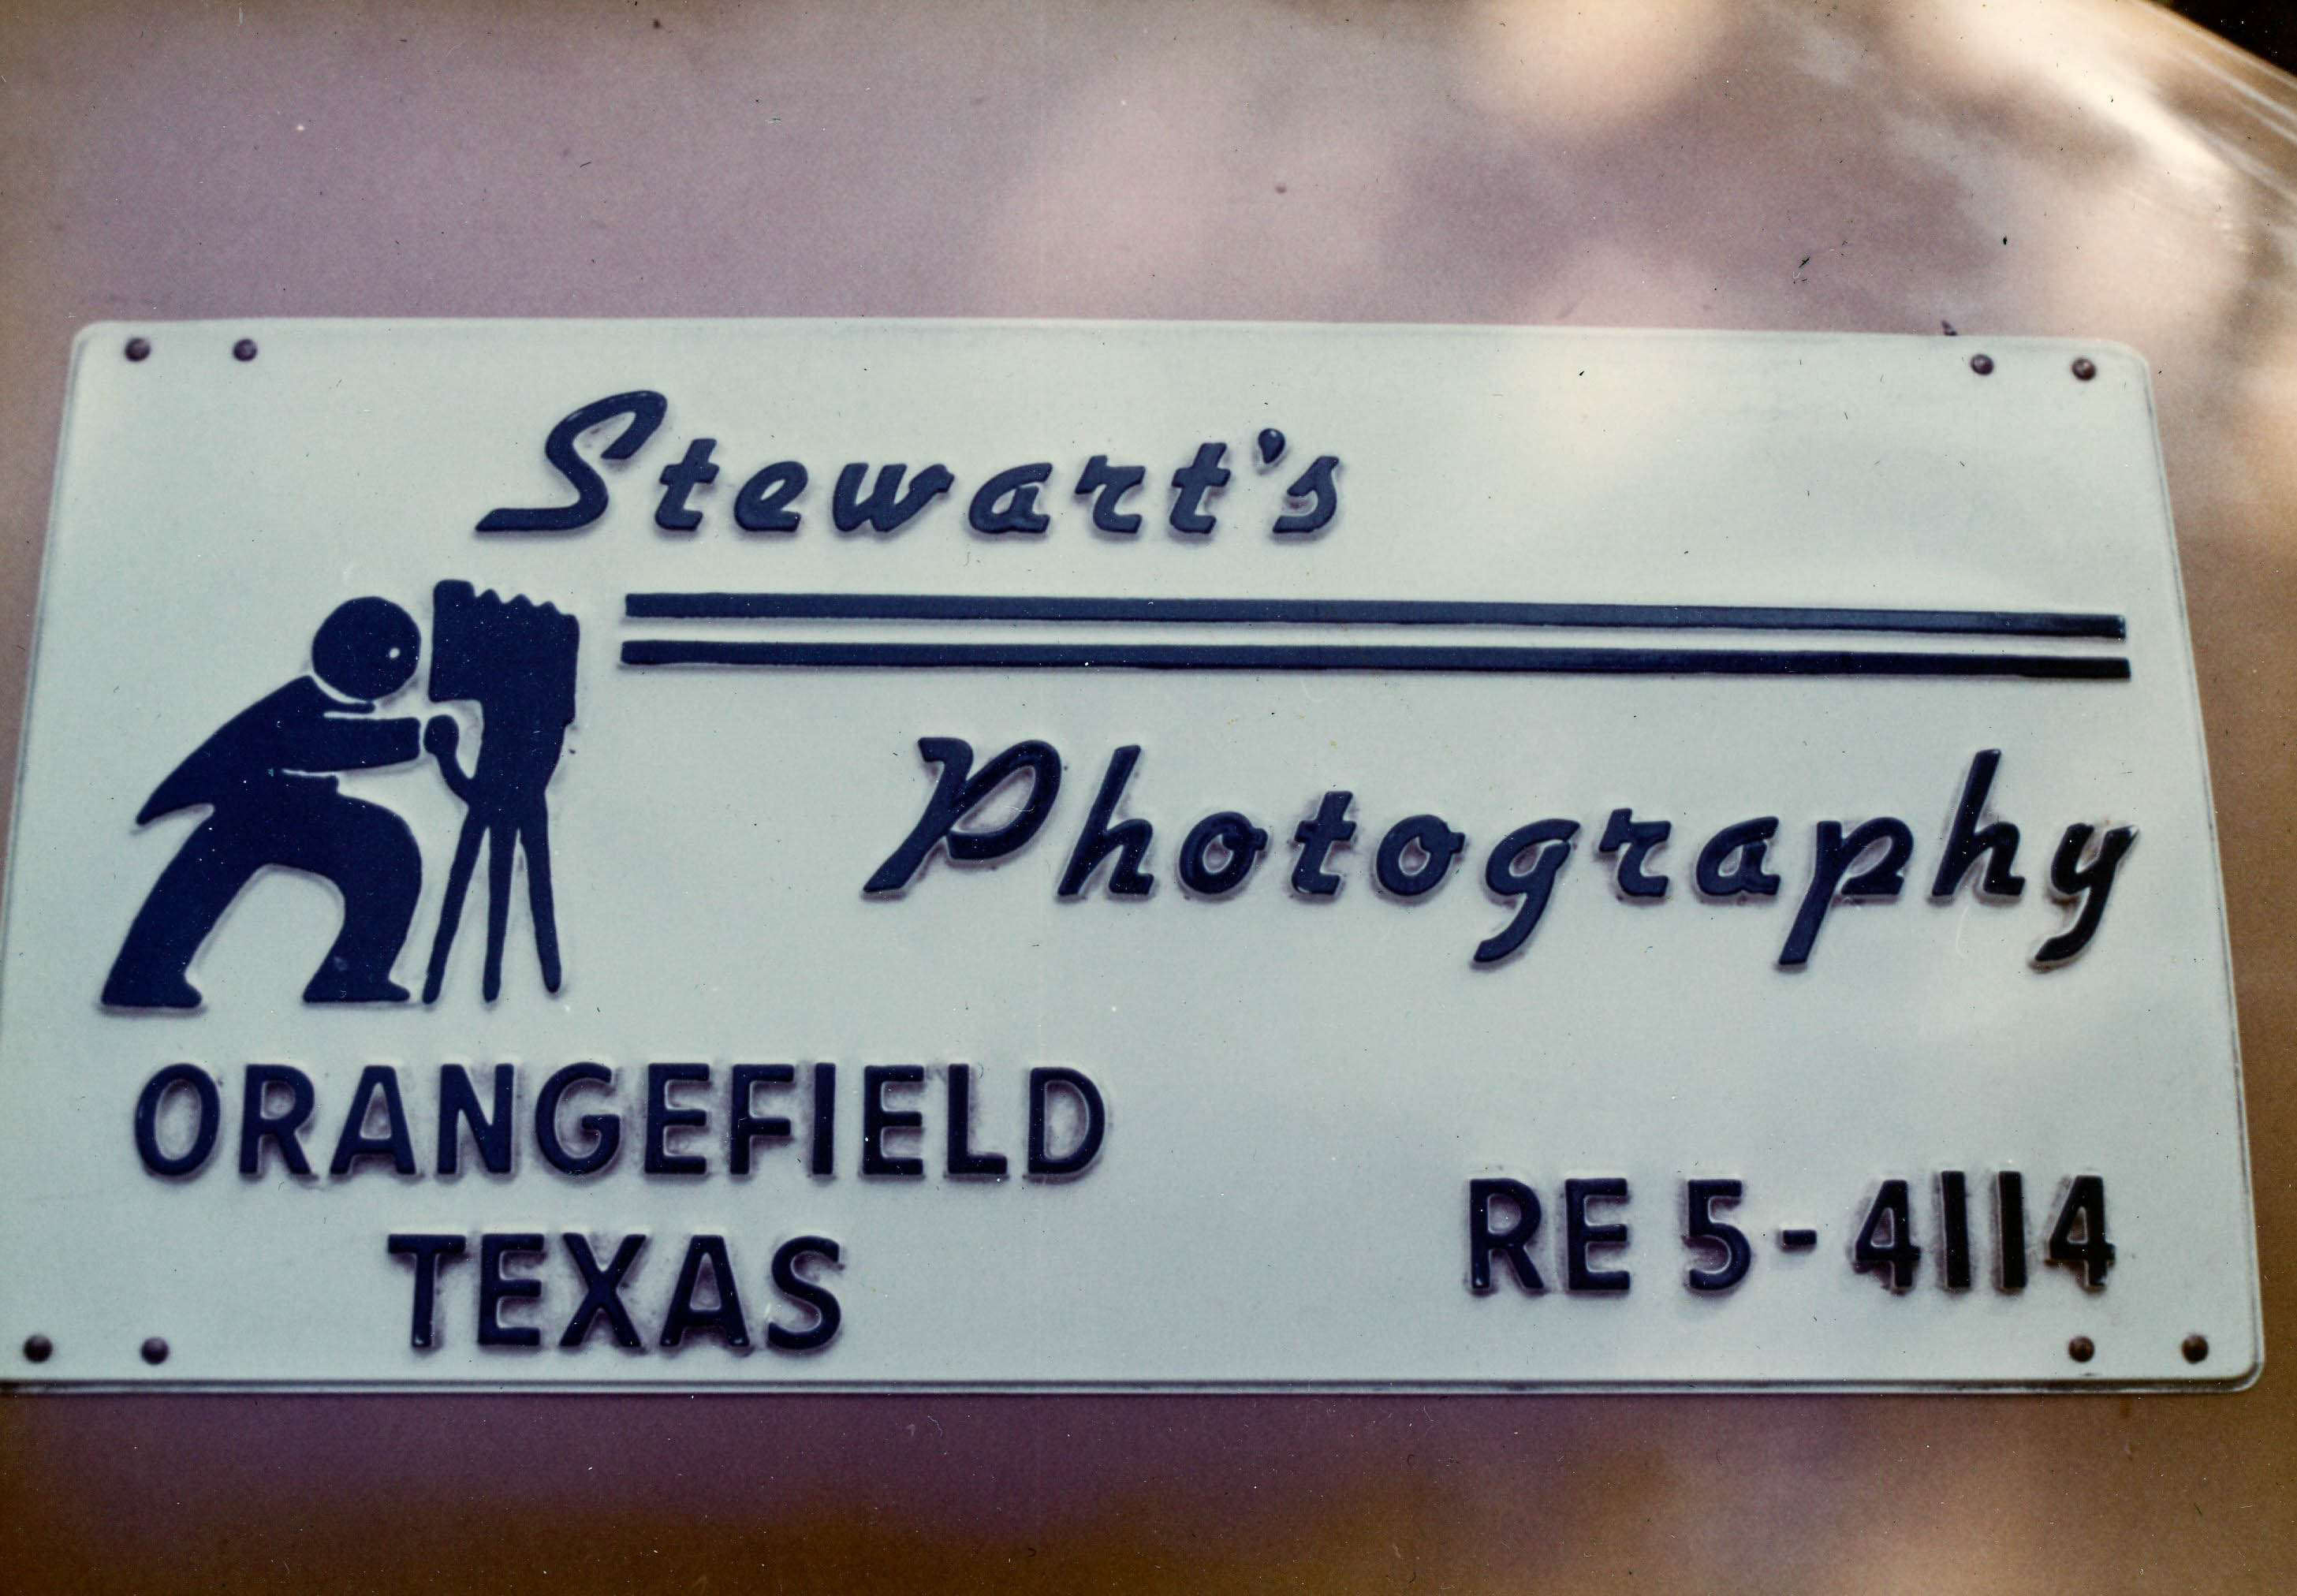 Stewart's
Photography
ORANGEFIELD
TEXAS
RE 5-4114